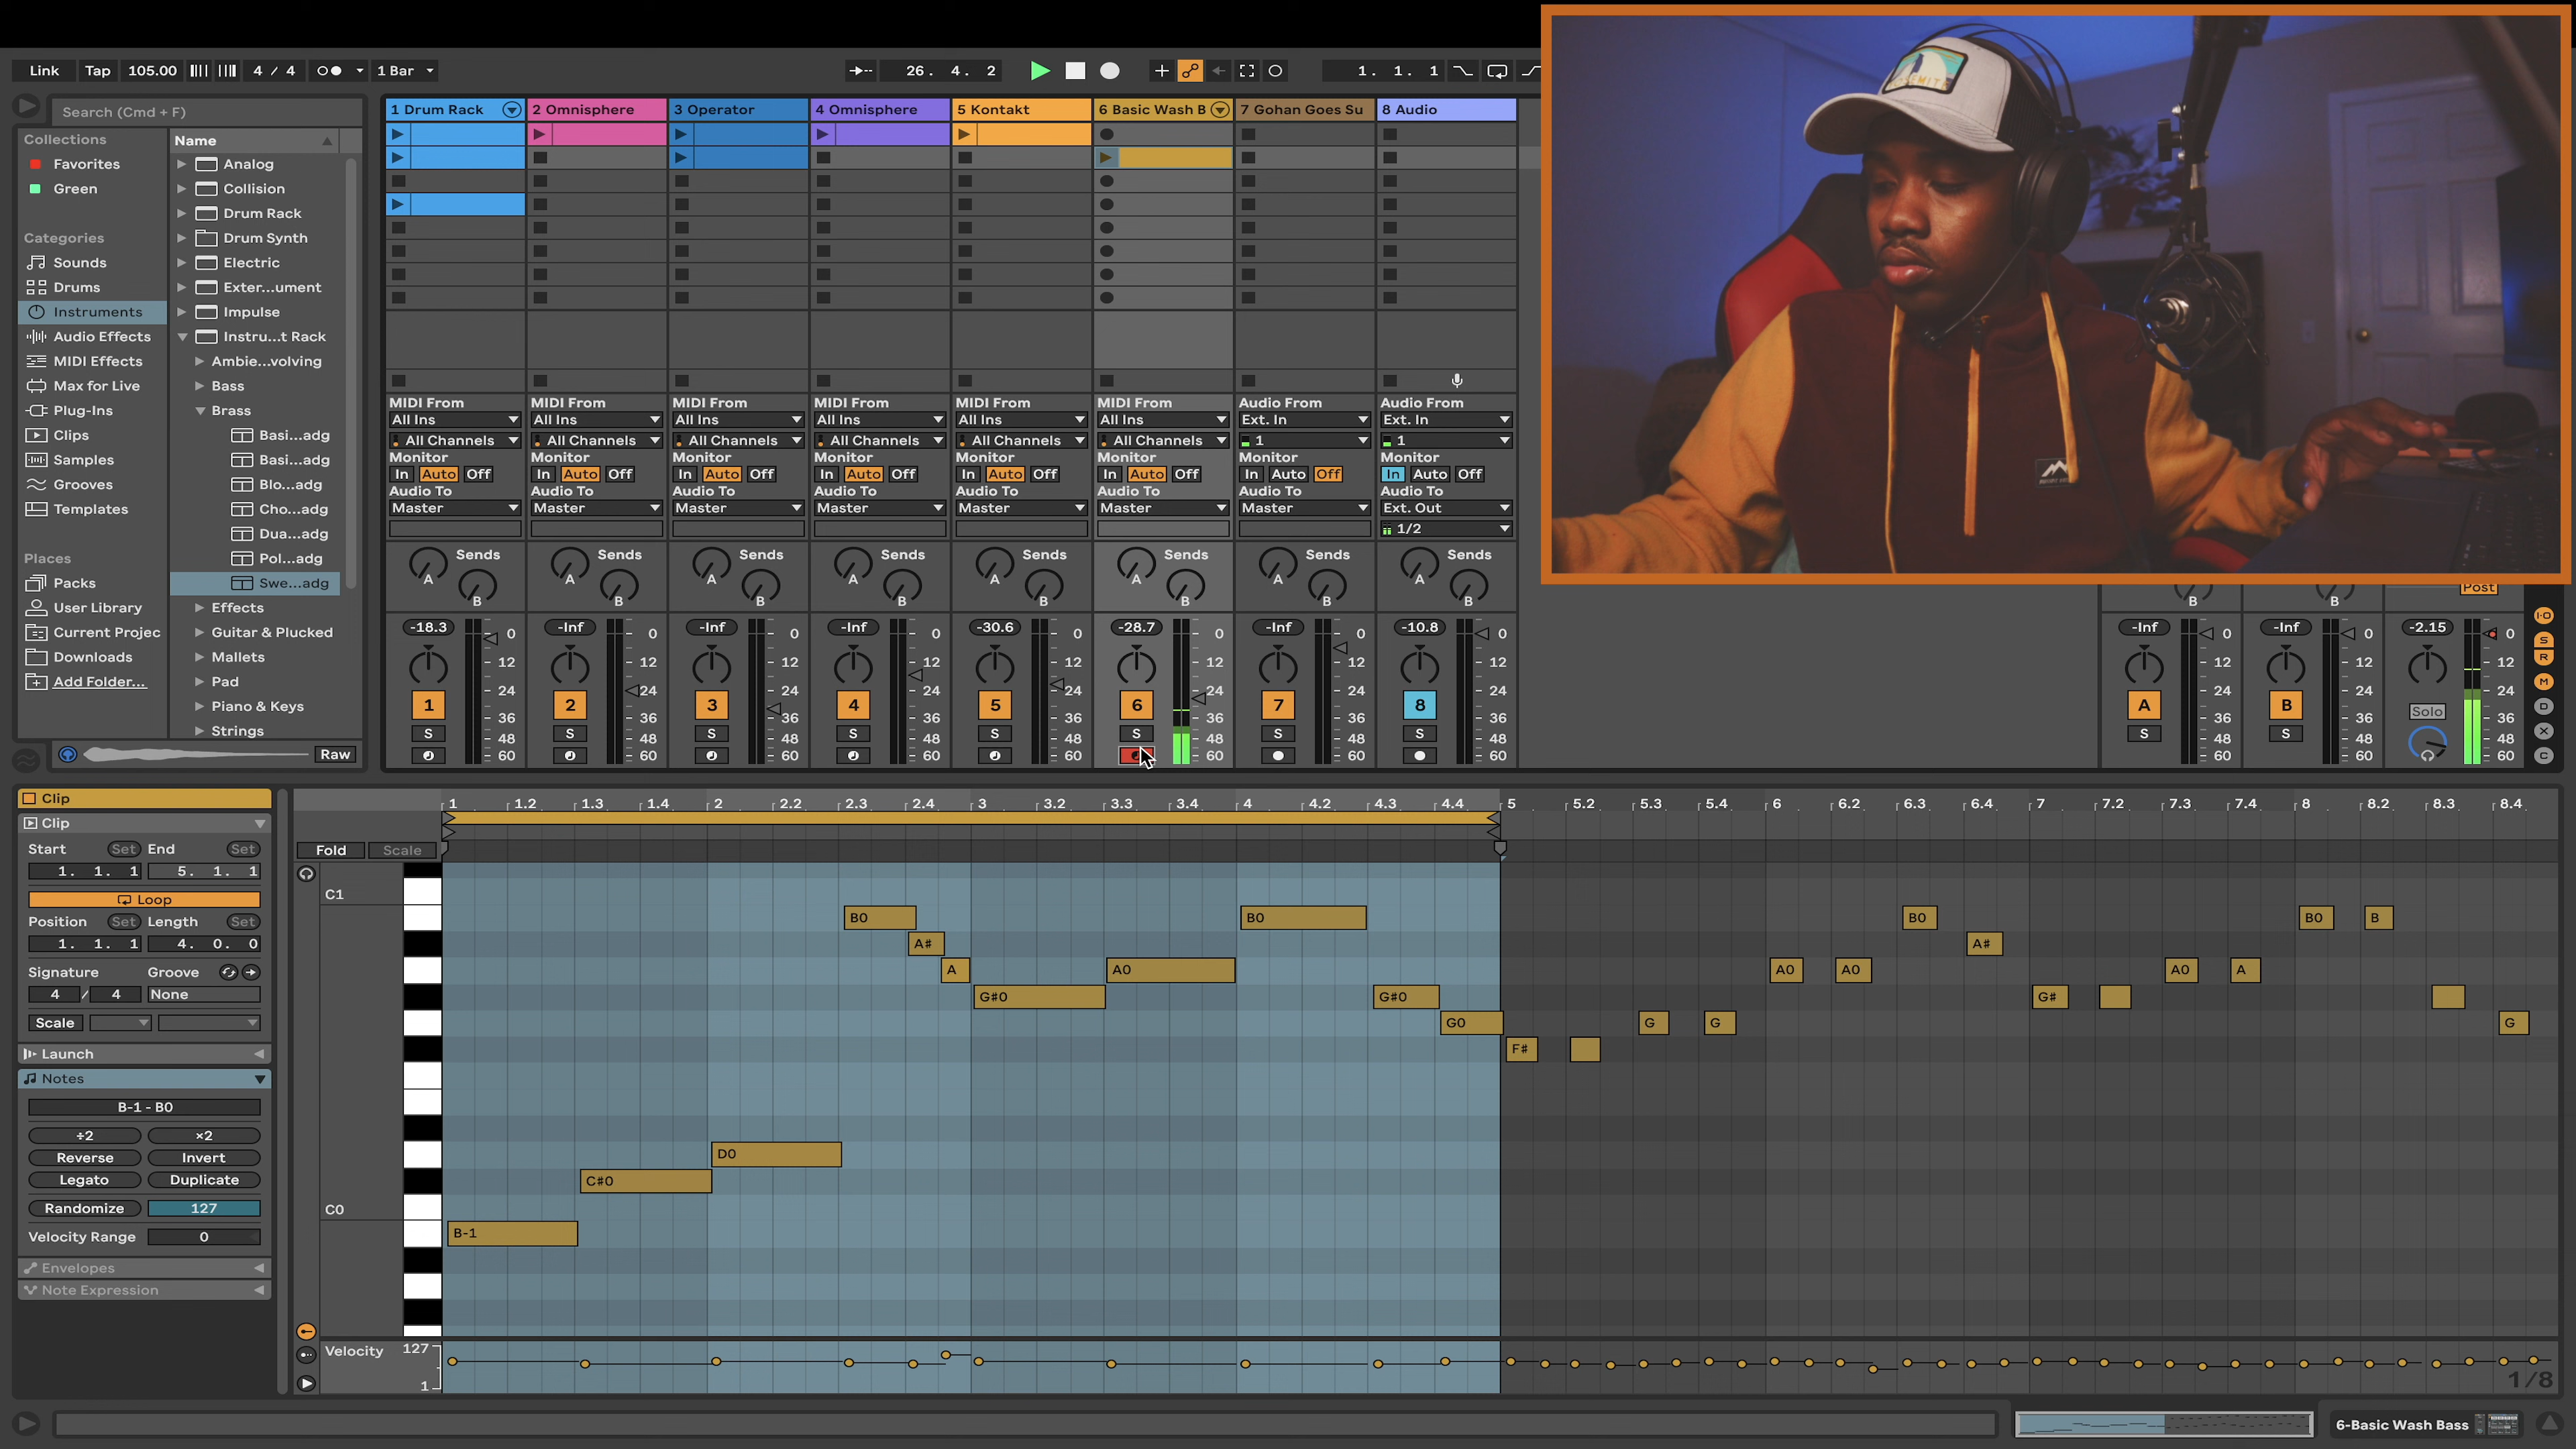 Link Tap 105.00 4 / 4 1 Bar 26. 4. 2 1. 1. 1
Search (Cmd + F)
Collections
Favorites
Green
Categories
Sounds
Drums
Instruments
Audio Effects
MIDI Effects
Max for Live
Plug-Ins
Clips
Samples
Grooves
Templates
Places
Packs
User Library
Current Projec
Downloads
Add Folder...
Name
Analog
Collision
Drum Rack
Drum Synth
Electric
Exter...ument
Impulse
Instru...t Rack
Ambie...volving
Bass
Brass
Basi...adg
Basi...adg
Blo...adg
Cho...adg
Dua...adg
Pol...adg
Swe...adg
Effects
Guitar & Plucked
Mallets
Pad
Piano & Keys
Strings
Raw
1 Drum Rack 2 Omnisphere 3 Operator 4 Omnisphere 5 Kontakt 6 Basic Wash B 7 Gohan Goes Su 8 Audio
MIDI From MIDI From MIDI From MIDI From MIDI From MIDI From Audio From Audio From
All Ins All Ins All Ins All Ins All Ins All Ins Ext. In Ext. In
All Channels All Channels All Channels All Channels All Channels All Channels 1 1
Monitor Monitor Monitor Monitor Monitor Monitor Monitor Monitor
In Auto Off In Auto Off In Auto Off In Auto Off In Auto Off In Auto Off In Auto Off In Auto Off
Audio To Audio To Audio To Audio To Audio To Audio To Audio To Audio To
Master Master Master Master Master Master Master Ext. Out
1/2
Sends Sends Sends Sends Sends Sends Sends Sends
A A A A A A A A
B B B B B B B B B B Post
-18.3 0 -Inf 0 -Inf 0 -Inf 0 -30.6 0 -28.7 0 -Inf 0 -10.8 0 -Inf 0 -Inf 0 -2.15 0
12 12 12 12 12 12 12 12 12 12 12
24 24 24 24 24 24 24 24 24 24 24
1 36 2 36 3 36 4 36 5 36 6 36 7 36 8 36 A 36 B 36 Solo 36
S 48 S 48 S 48 S 48 S 48 S 48 S 48 S 48 S 48 S 48 48
60 60 60 60 60 60 60 60 60 60 60
I·O
S
R
M
D
X
C
Clip
Clip
Start Set End Set
1. 1. 1 5. 1. 1
Loop
Position Set Length Set
1. 1. 1 4. 0. 0
Signature Groove
4 / 4 None
Scale
Launch
Notes
B-1 - B0
÷2 ×2
Reverse Invert
Legato Duplicate
Randomize 127
Velocity Range 0
Envelopes
Note Expression
1 1.2 1.3 1.4 2 2.2 2.3 2.4 3 3.2 3.3 3.4 4 4.2 4.3 4.4 5 5.2 5.3 5.4 6 6.2 6.3 6.4 7 7.2 7.3 7.4 8 8.2 8.3 8.4
Fold Scale
C1
B0 B0 B0 B0 B
A# A#
A A0 A0 A0 A0 A
G#0 G#0 G#
G0 G G G
F#
D0
C#0
C0
B-1
Velocity 127
1
1/8
6-Basic Wash Bass